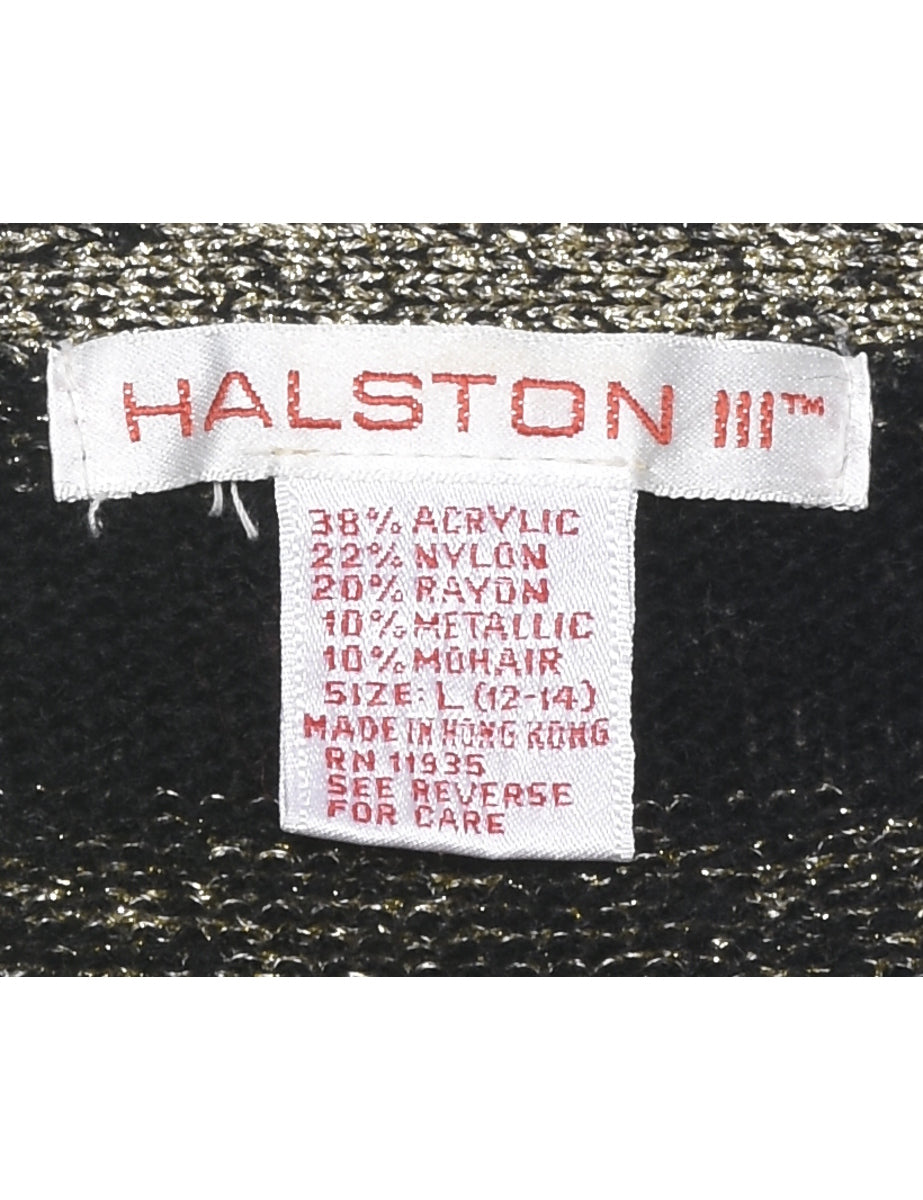 HALSTON III™
38% ACRYLIC
22% NYLON
20% RAYON
10% METALLIC
10% MOHAIR
SIZE: L (12-14)
MADE IN HONG KONG
RN 11935
SEE REVERSE
FOR CARE